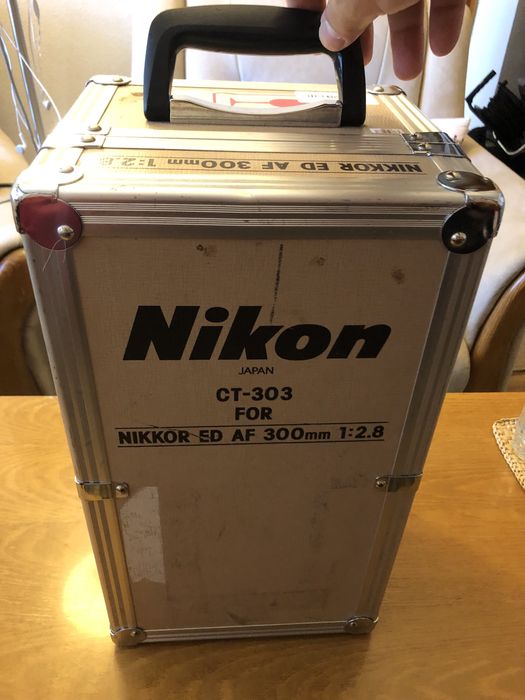 NIKKOR ED AF 300mm 1:2.8
Nikon
JAPAN
CT-303
FOR
NIKKOR ED AF 300mm 1:2.8